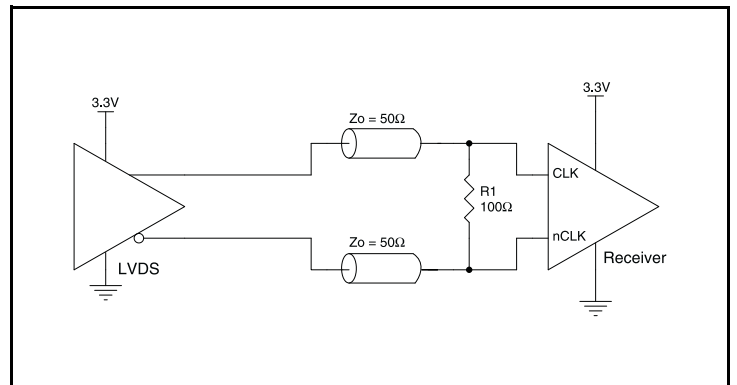 3.3V
3.3V
Zo = 50Ω
CLK
R1
100Ω
nCLK
Zo = 50Ω
Receiver
LVDS